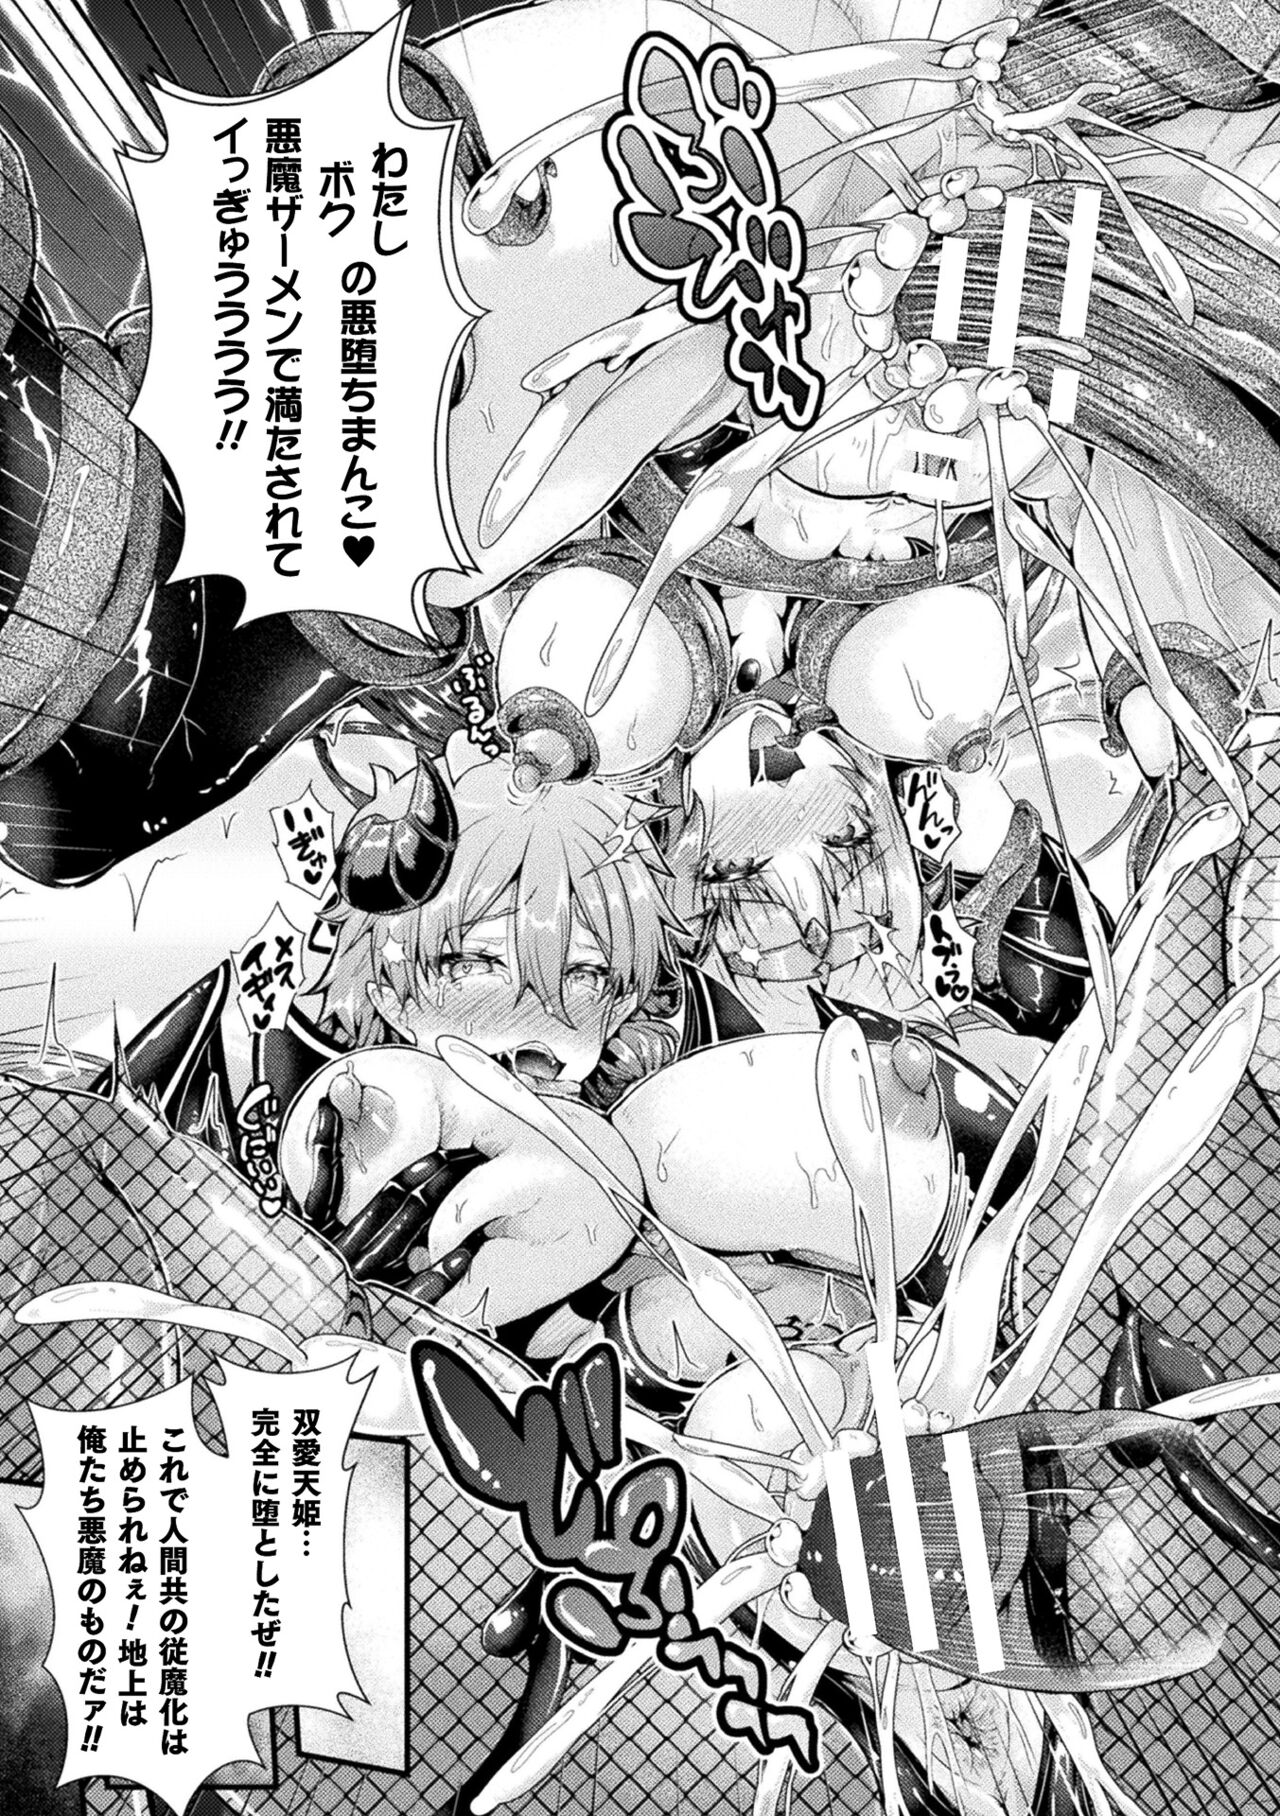 わたし
ボク
の悪堕ちまんこ♥
悪魔ザーメンで満たされて
イっぎゅううううう!!
ぶるんっ
いぎゅ♥
メス
イギィ♥
双愛天姫…
完全に堕としたぜ!!
これで人間共の従魔化は
止められねぇ!地上は
俺たち悪魔のものだァ!!